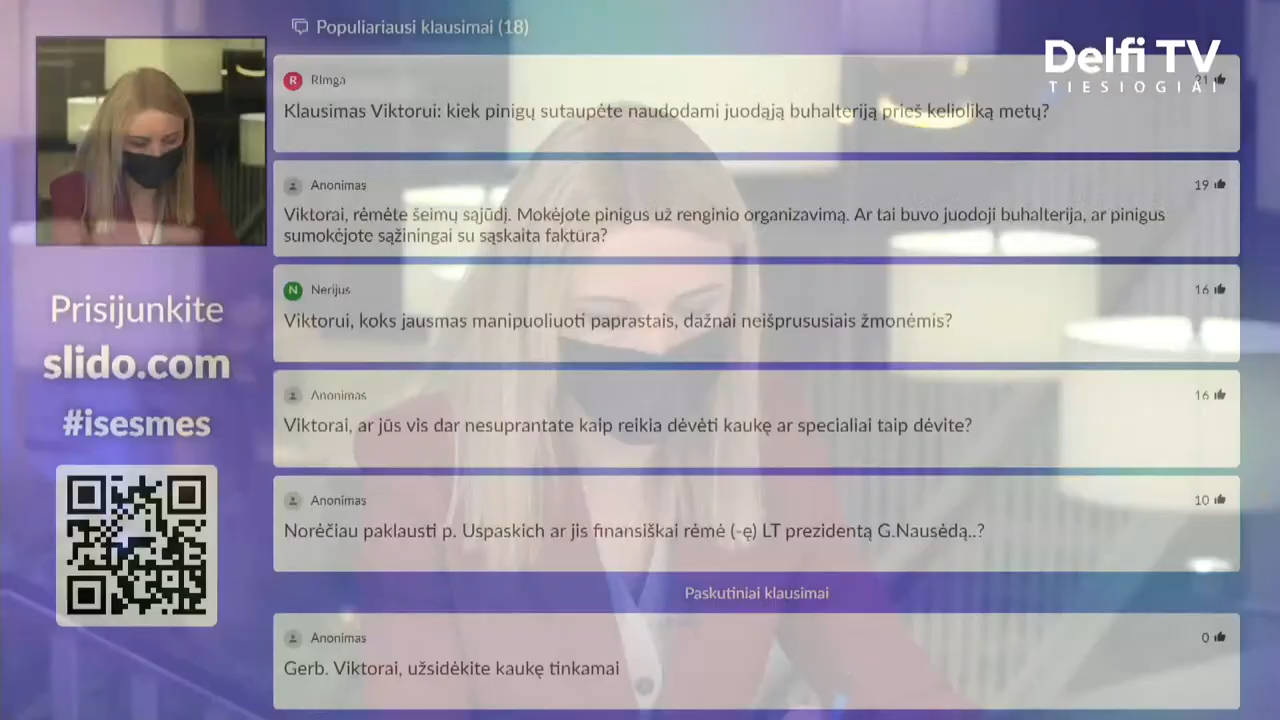 Populiariausi klausimai (18)
Delfi TV
TIESIOGIAI
R
RImga
21
Klausimas Viktorui: kiek pinigų sutaupėte naudodami juodąją buhalteriją prieš kelioliką metų?
Anonimas
19
Viktorai, rėmėte šeimų sąjūdį. Mokėjote pinigus už renginio organizavimą. Ar tai buvo juodoji buhalterija, ar pinigus
sumokėjote sąžiningai su sąskaita faktūra?
N
Nerijus
16
Viktorui, koks jausmas manipuoliuoti paprastais, dažnai neišprususiais žmonėmis?
Anonimas
16
Viktorai, ar jūs vis dar nesuprantate kaip reikia dėvėti kaukę ar specialiai taip dėvite?
Anonimas
10
Norėčiau paklausti p. Uspaskich ar jis finansiškai rėmė (-ę) LT prezidentą G.Nausėdą..?
Paskutiniai klausimai
Anonimas
0
Gerb. Viktorai, užsidėkite kaukę tinkamai
Prisijunkite
slido.com
#isesmes